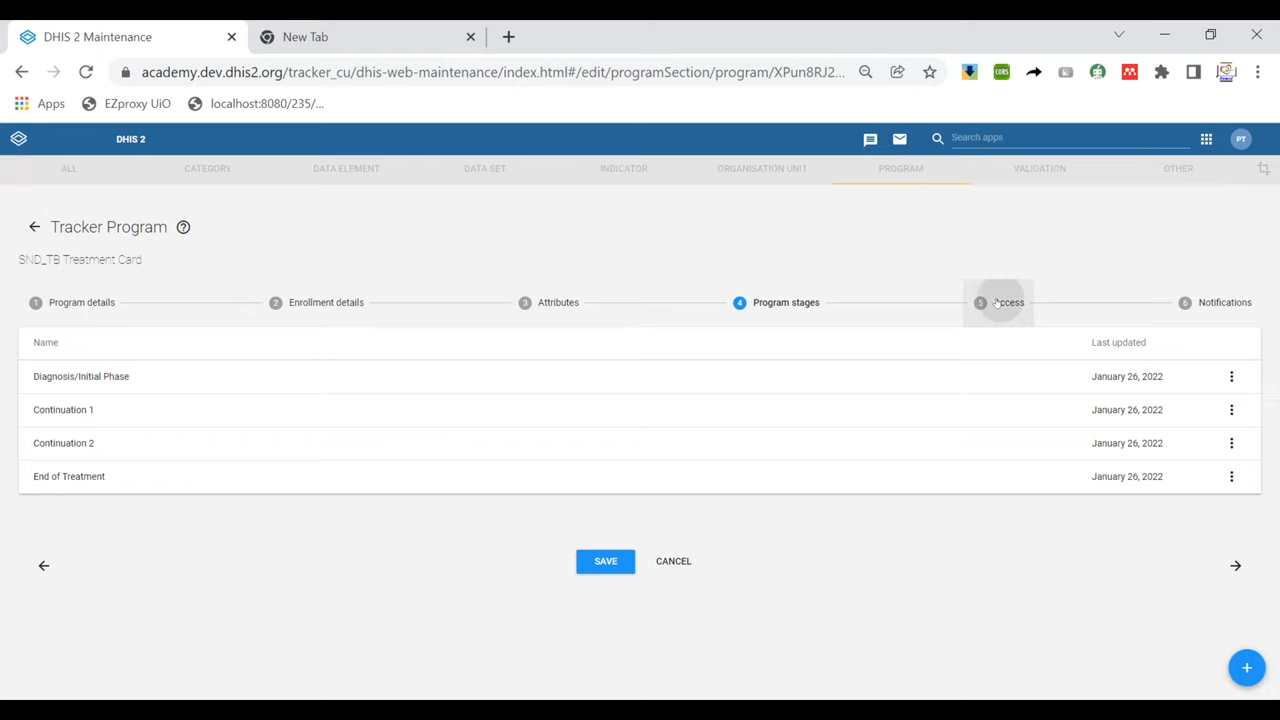 DHIS 2 Maintenance
New Tab
academy.dev.dhis2.org/tracker_cu/dhis-web-maintenance/index.html#/edit/programSection/program/XPun8RJ2...
CORS
Apps
EZproxy UiO
localhost:8080/235/...
DHIS 2
Search apps
PT
ALL
CATEGORY
DATA ELEMENT
DATA SET
INDICATOR
ORGANISATION UNIT
PROGRAM
VALIDATION
OTHER
Tracker Program
SND_TB Treatment Card
1 Program details
2 Enrollment details
3 Attributes
4 Program stages
5 Access
6 Notifications
Name
Last updated
Diagnosis/Initial Phase
January 26, 2022
Continuation 1
January 26, 2022
Continuation 2
January 26, 2022
End of Treatment
January 26, 2022
SAVE
CANCEL